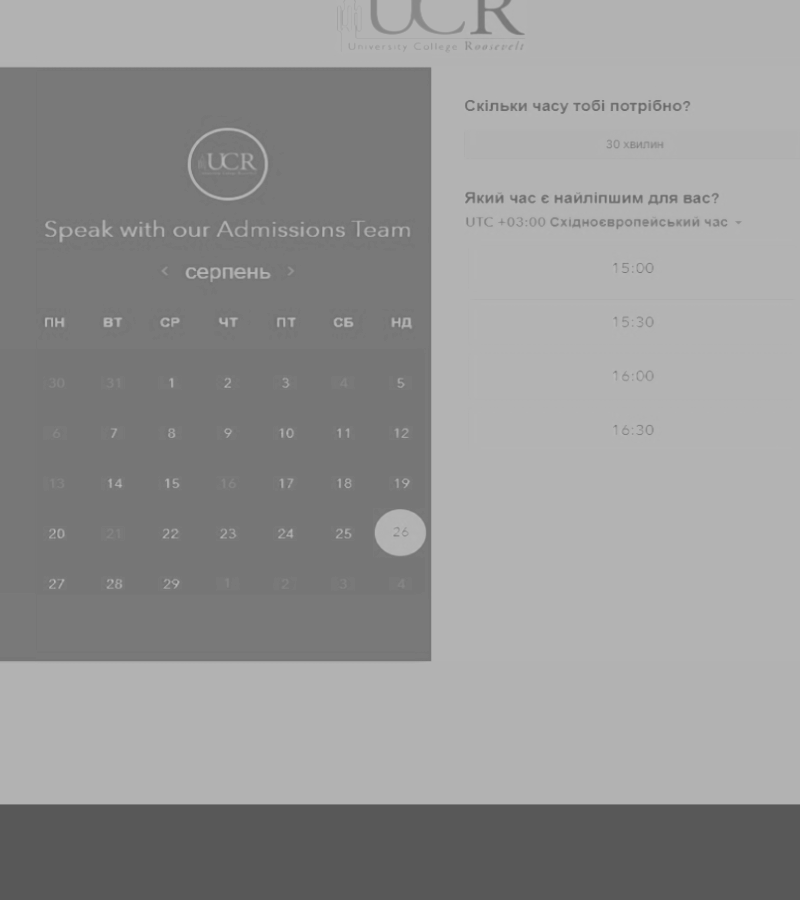 UCR
University College Roosevelt
UCR
Speak with our Admissions Team
< серпень >
ПН ВТ СР ЧТ ПТ СБ НД
30 31 1 2 3 4 5
6 7 8 9 10 11 12
13 14 15 16 17 18 19
20 21 22 23 24 25 26
27 28 29 1 2 3 4
Скільки часу тобі потрібно?
30 хвилин
Який час є найліпшим для вас?
UTC +03:00 Східноєвропейський час
15:00
15:30
16:00
16:30